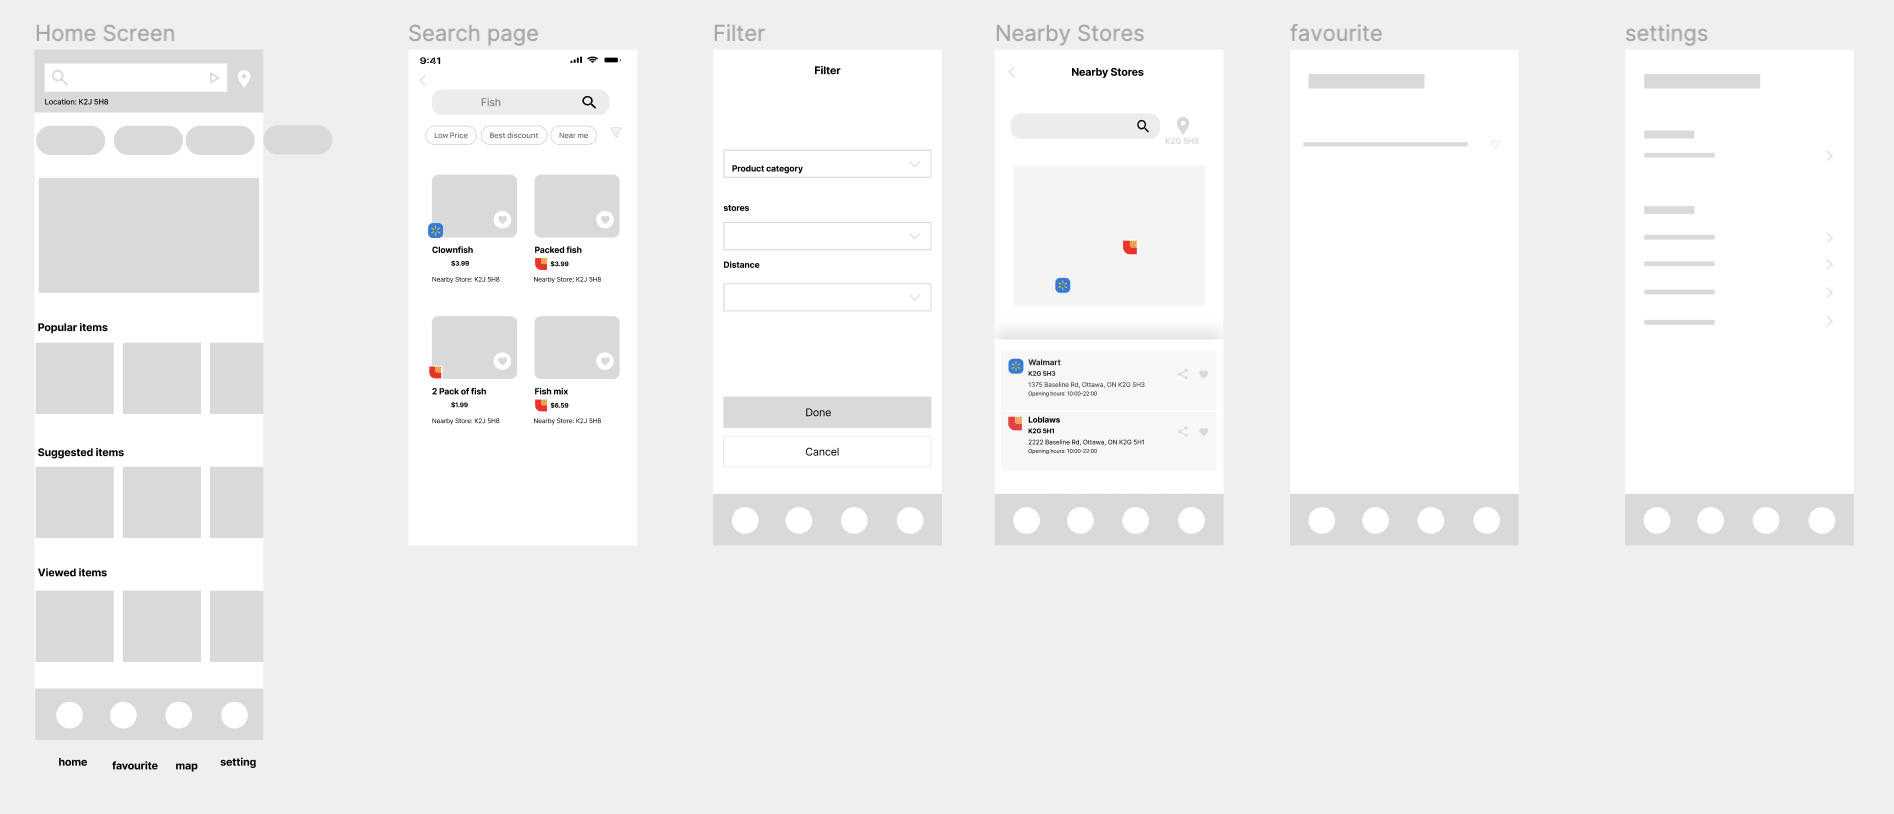 Home Screen
Location: K2J 5H8
Popular items
Suggested items
Viewed items
home
favourite
map
setting
Search page
9:41
Fish
Low Price
Best discount
Near me
Clownfish
$3.99
Nearby Store: K2J 5H8
Packed fish
$3.99
Nearby Store: K2J 5H8
2 Pack of fish
$1.99
Nearby Store: K2J 5H8
Fish mix
$6.59
Nearby Store: K2J 5H8
Filter
Filter
Product category
stores
Distance
Done
Cancel
Nearby Stores
Nearby Stores
K2G 5H8
Walmart
K2G 5H3
1375 Baseline Rd, Ottawa, ON K2G 5H3
Opening hours: 10:00-22:00
Loblaws
K2G 5H1
2222 Baseline Rd, Ottawa, ON K2G 5H1
Opening hours: 10:00-22:00
favourite
settings